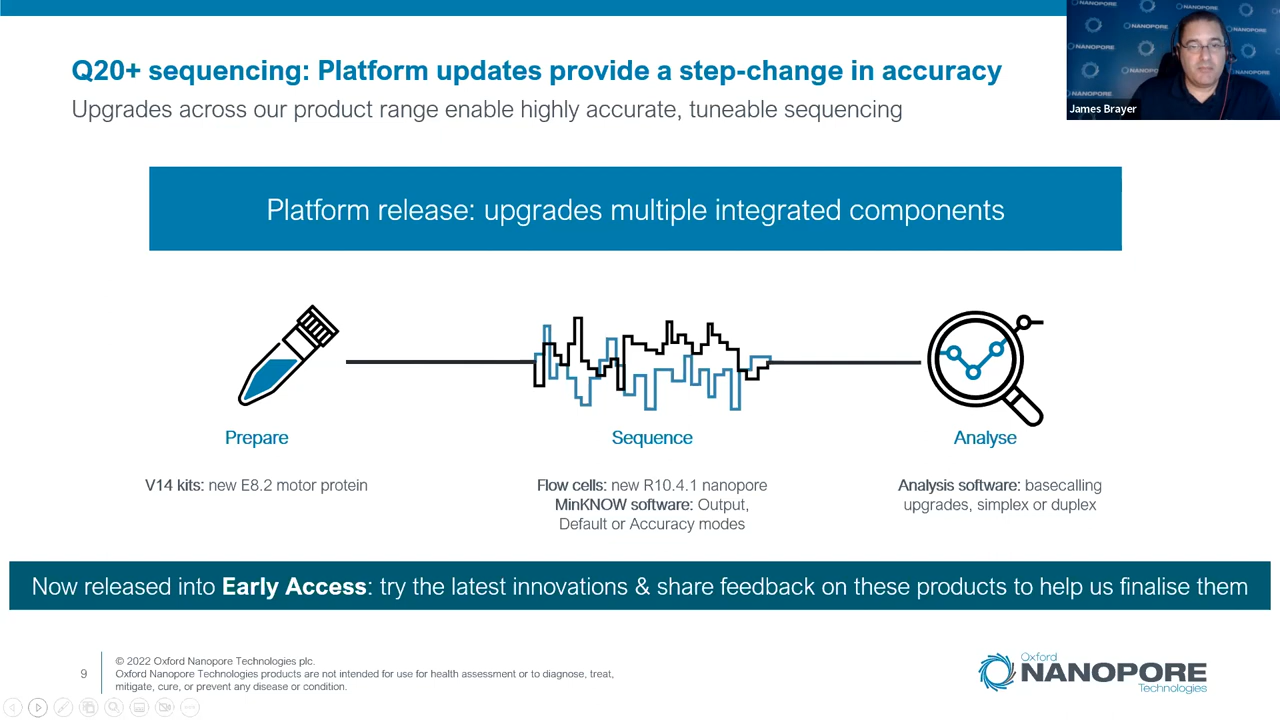 Q20+ sequencing: Platform updates provide a step-change in accuracy
Upgrades across our product range enable highly accurate, tuneable sequencing
NANOPORE
NANOPORE
NANOPORE
NANOPORE
James Brayer
Platform release: upgrades multiple integrated components
Prepare
V14 kits: new E8.2 motor protein
Sequence
Flow cells: new R10.4.1 nanopore
MinKNOW software: Output,
Default or Accuracy modes
Analyse
Analysis software: basecalling
upgrades, simplex or duplex
Now released into Early Access: try the latest innovations & share feedback on these products to help us finalise them
9
© 2022 Oxford Nanopore Technologies plc.
Oxford Nanopore Technologies products are not intended for use for health assessment or to diagnose, treat,
mitigate, cure, or prevent any disease or condition.
Oxford
NANOPORE
Technologies